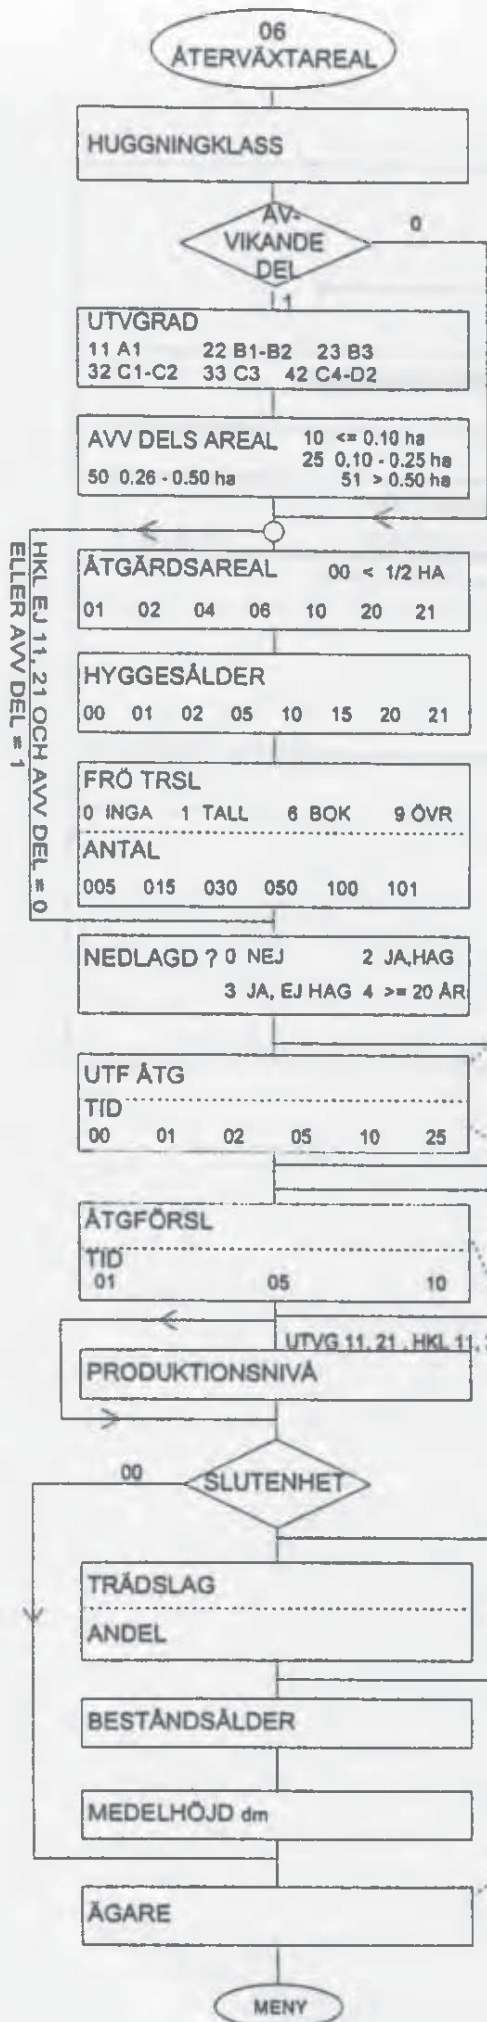 06
ÅTERVÄXTAREAL
HUGGNINGKLASS
AV-
VIKANDE
DEL
0
1
UTVGRAD
11 A1 22 B1-B2 23 B3
32 C1-C2 33 C3 42 C4-D2
AVV DELS AREAL 10 <= 0.10 ha
25 0,10 - 0.25 ha
50 0.26 - 0.50 ha 51 > 0.50 ha
HKL EJ 11, 21 OCH AVV DEL = 0
ELLER AVV DEL = 1
ÅTGÄRDSAREAL 00 < 1/2 HA
01 02 04 06 10 20 21
HYGGESÅLDER
00 01 02 05 10 15 20 21
FRÖ TRSL
0 INGA 1 TALL 6 BOK 9 ÖVR
ANTAL
005 015 030 050 100 101
NEDLAGD ? 0 NEJ 2 JA,HAG
3 JA, EJ HAG 4 >= 20 ÅR
UTF ÅTG
TID
00 01 02 05 10 25
ÅTGFÖRSL
TID
01 05 10
UTVG 11, 21 , HKL 11,
PRODUKTIONSNIVÅ
00
SLUTENHET
TRÄDSLAG
ANDEL
BESTÅNDSÅLDER
MEDELHÖJD dm
ÄGARE
MENY